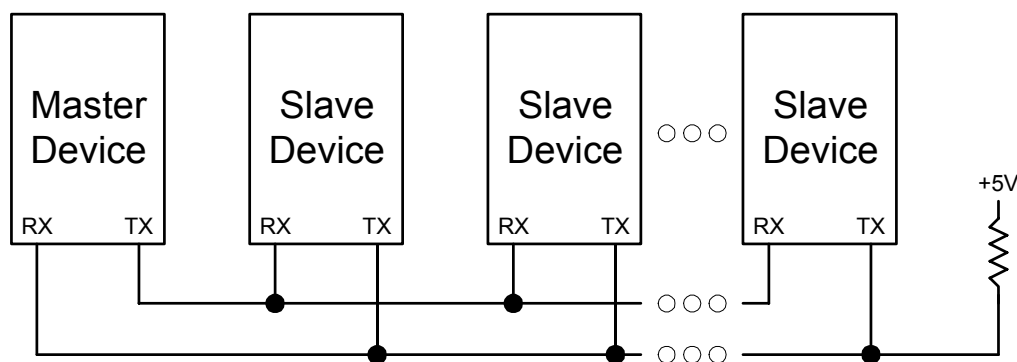 Master
Device
Slave
Device
Slave
Device
Slave
Device
+5V
RX TX
RX TX
RX TX
RX TX